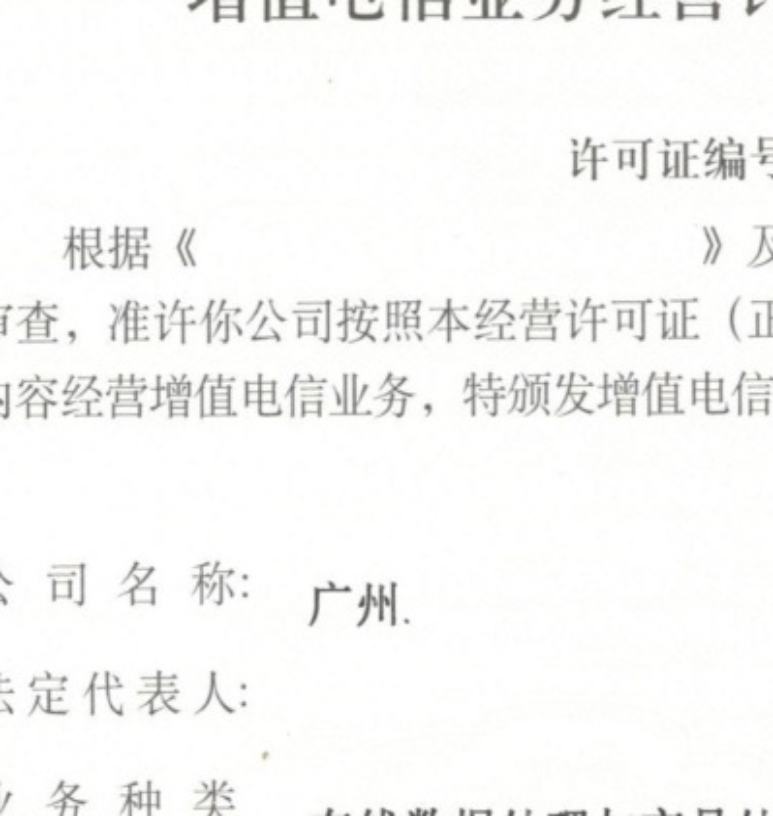 增值电信业务经营许
许可证编号
根据《 》及
审查，准许你公司按照本经营许可证（正
内容经营增值电信业务，特颁发增值电信
公司名称:
广州.
法定代表人:
业务种类
在线数据处理与交易处